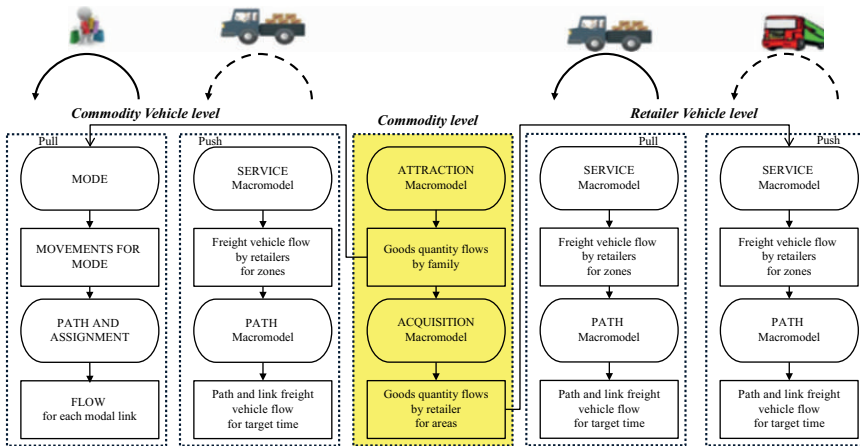 Commodity Vehicle level
Commodity level
Retailer Vehicle level
Pull
MODE
MOVEMENTS FOR
MODE
PATH AND
ASSIGNMENT
FLOW
for each modal link
Push
SERVICE
Macromodel
Freight vehicle flow
by retailers
for zones
PATH
Macromodel
Path and link freight
vehicle flow
for target time
ATTRACTION
Macromodel
Goods quantity flows
by family
ACQUISITION
Macromodel
Goods quantity flows
by retailer
for areas
Pull
SERVICE
Macromodel
Freight vehicle flow
by retailers
for zones
PATH
Macromodel
Path and link freight
vehicle flow
for target time
Push
SERVICE
Macromodel
Freight vehicle flow
by retailers
for zones
PATH
Macromodel
Path and link freight
vehicle flow
for target time